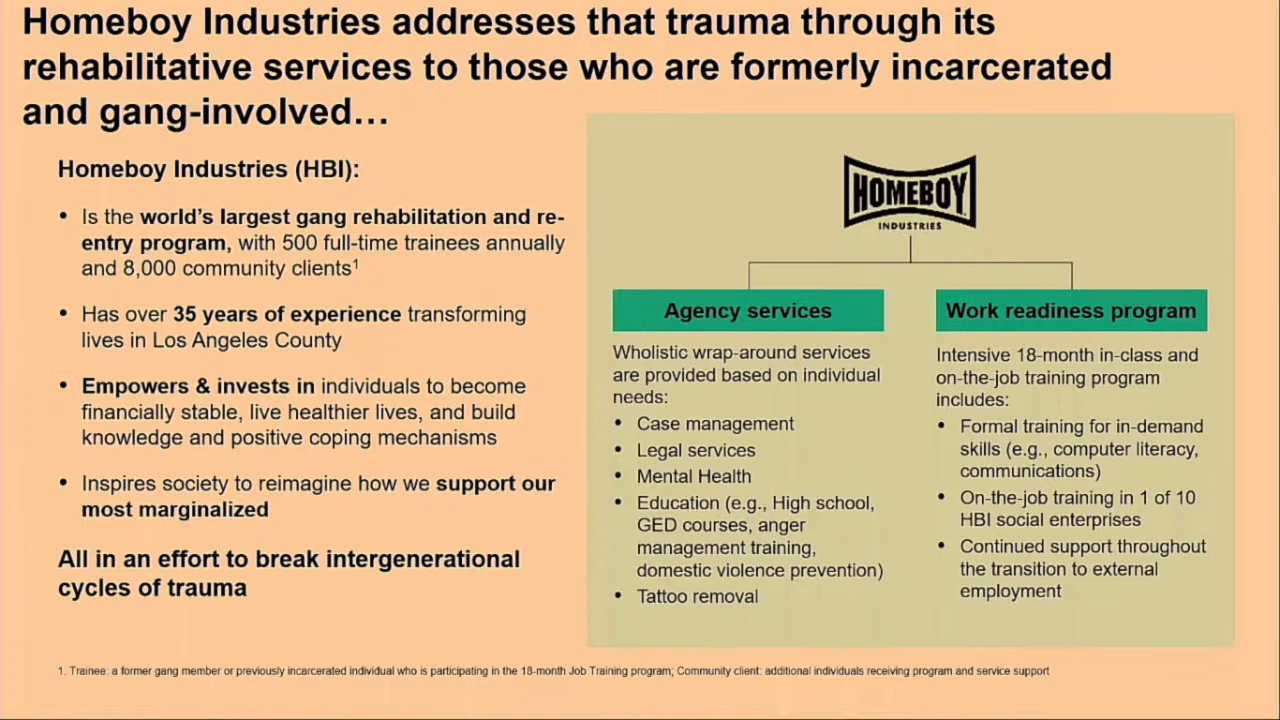 Homeboy Industries addresses that trauma through its
rehabilitative services to those who are formerly incarcerated
and gang-involved…
Homeboy Industries (HBI):
• Is the world's largest gang rehabilitation and re-
entry program, with 500 full-time trainees annually
and 8,000 community clients¹
• Has over 35 years of experience transforming
lives in Los Angeles County
• Empowers & invests in individuals to become
financially stable, live healthier lives, and build
knowledge and positive coping mechanisms
• Inspires society to reimagine how we support our
most marginalized
All in an effort to break intergenerational
cycles of trauma
HOMEBOY
INDUSTRIES
Agency services
Wholistic wrap-around services
are provided based on individual
needs:
• Case management
• Legal services
• Mental Health
• Education (e.g., High school,
GED courses, anger
management training,
domestic violence prevention)
• Tattoo removal
Work readiness program
Intensive 18-month in-class and
on-the-job training program
includes:
• Formal training for in-demand
skills (e.g., computer literacy,
communications)
• On-the-job training in 1 of 10
HBI social enterprises
• Continued support throughout
the transition to external
employment
1. Trainee: a former gang member or previously incarcerated individual who is participating in the 18-month Job Training program; Community client: additional individuals receiving program and service support